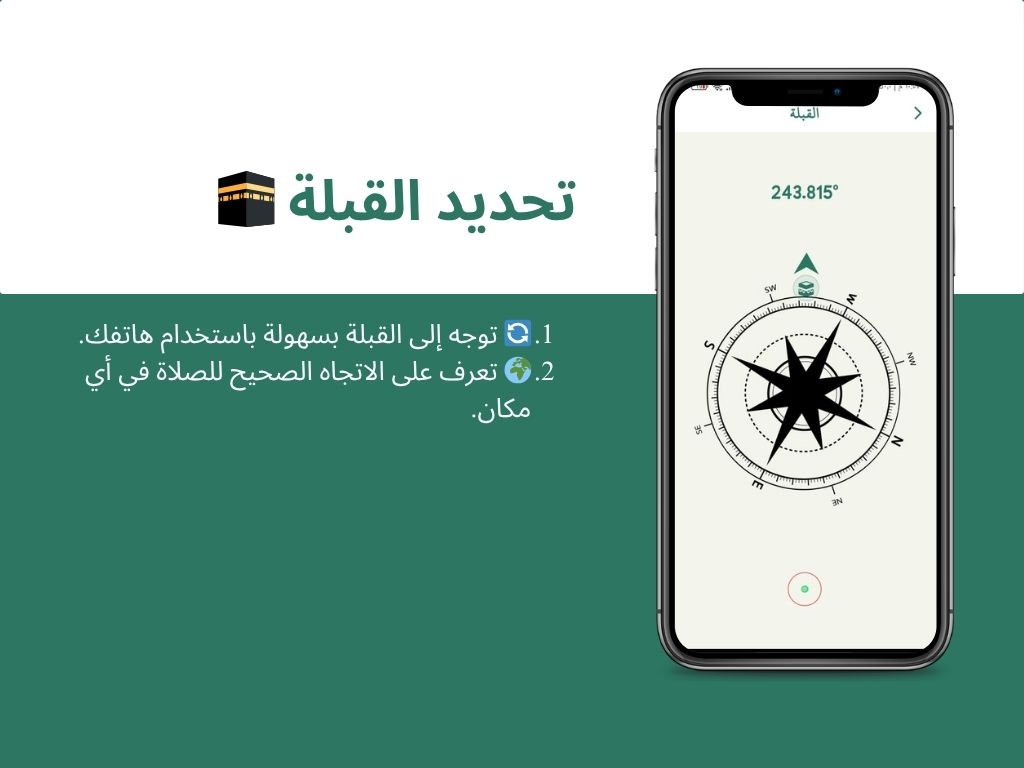 تحديد القبلة 🕋
1. 🔄 توجه إلى القبلة بسهولة باستخدام هاتفك.
2. 🌍 تعرف على الاتجاه الصحيح للصلاة في أي
مكان.
القبلة
243.815°
SW
W
S
NW
SE
N
E
NE